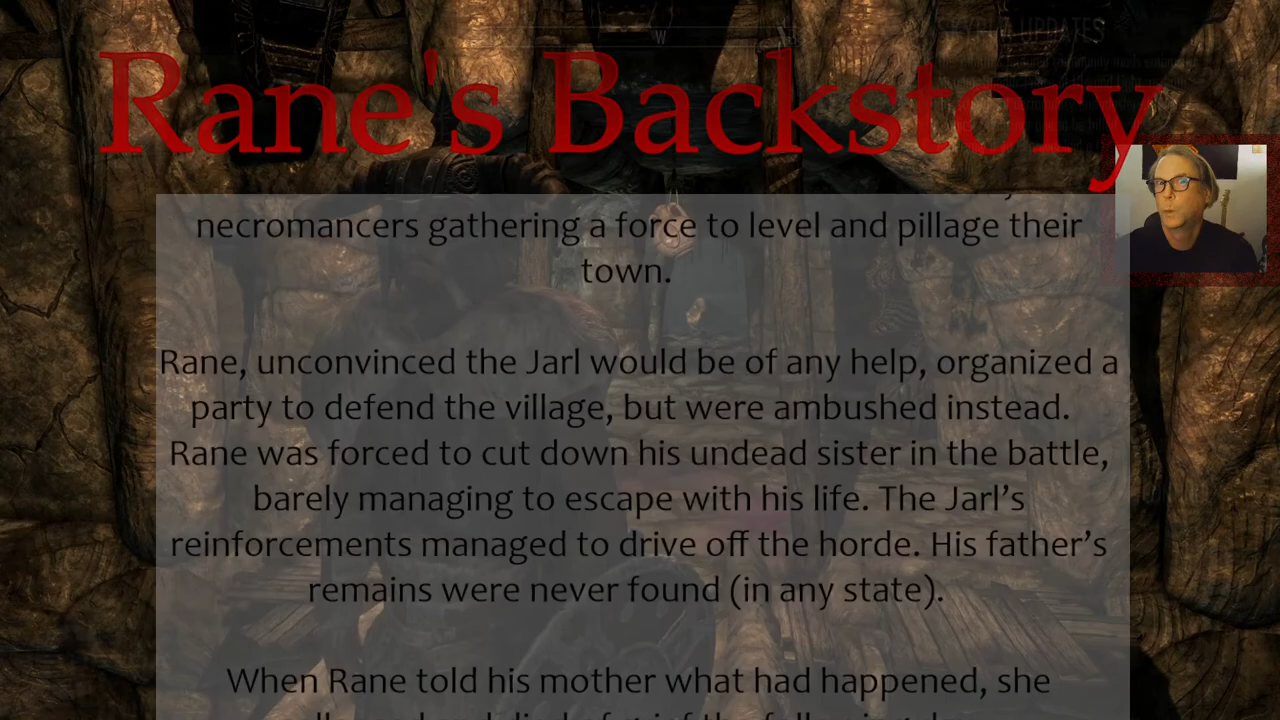 W
SKYRIM UPDATES
Rane's Backstory
necromancers gathering a force to level and pillage their
town.
Rane, unconvinced the Jarl would be of any help, organized a
party to defend the village, but were ambushed instead.
Rane was forced to cut down his undead sister in the battle,
barely managing to escape with his life. The Jarl’s
reinforcements managed to drive off the horde. His father’s
remains were never found (in any state).
When Rane told his mother what had happened, she